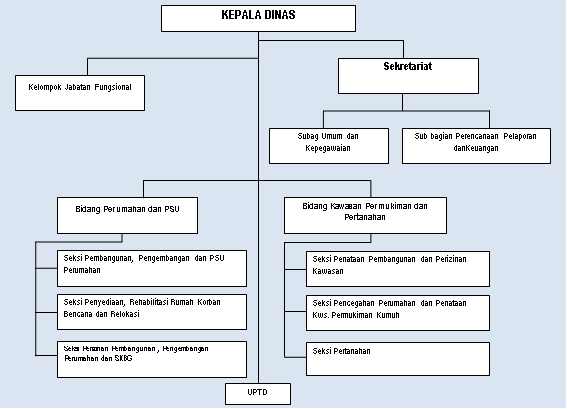 KEPALA DINAS
Sekretariat
Kelompok Jabatan Fungsional
Subag Umum dan
Kepegawaian
Sub bagian Perencanaan Pelaporan
danKeuangan
Bidang Perumahan dan PSU
Bidang Kawasan Permukiman dan
Pertanahan
Seksi Pembangunan, Pengembangan dan PSU
Perumahan
Seksi Penyediaan, Rehabilitasi Rumah Korban
Bencana dan Relokasi
Seksi Perizinan Pembangunan , Pengembangan
Perumahan dan SKBG
Seksi Penataan Pembangunan dan Perizinan
Kawasan
Seksi Pencegahan Perumahan dan Penataan
Kws. Permukiman Kumuh
Seksi Pertanahan
UPTD